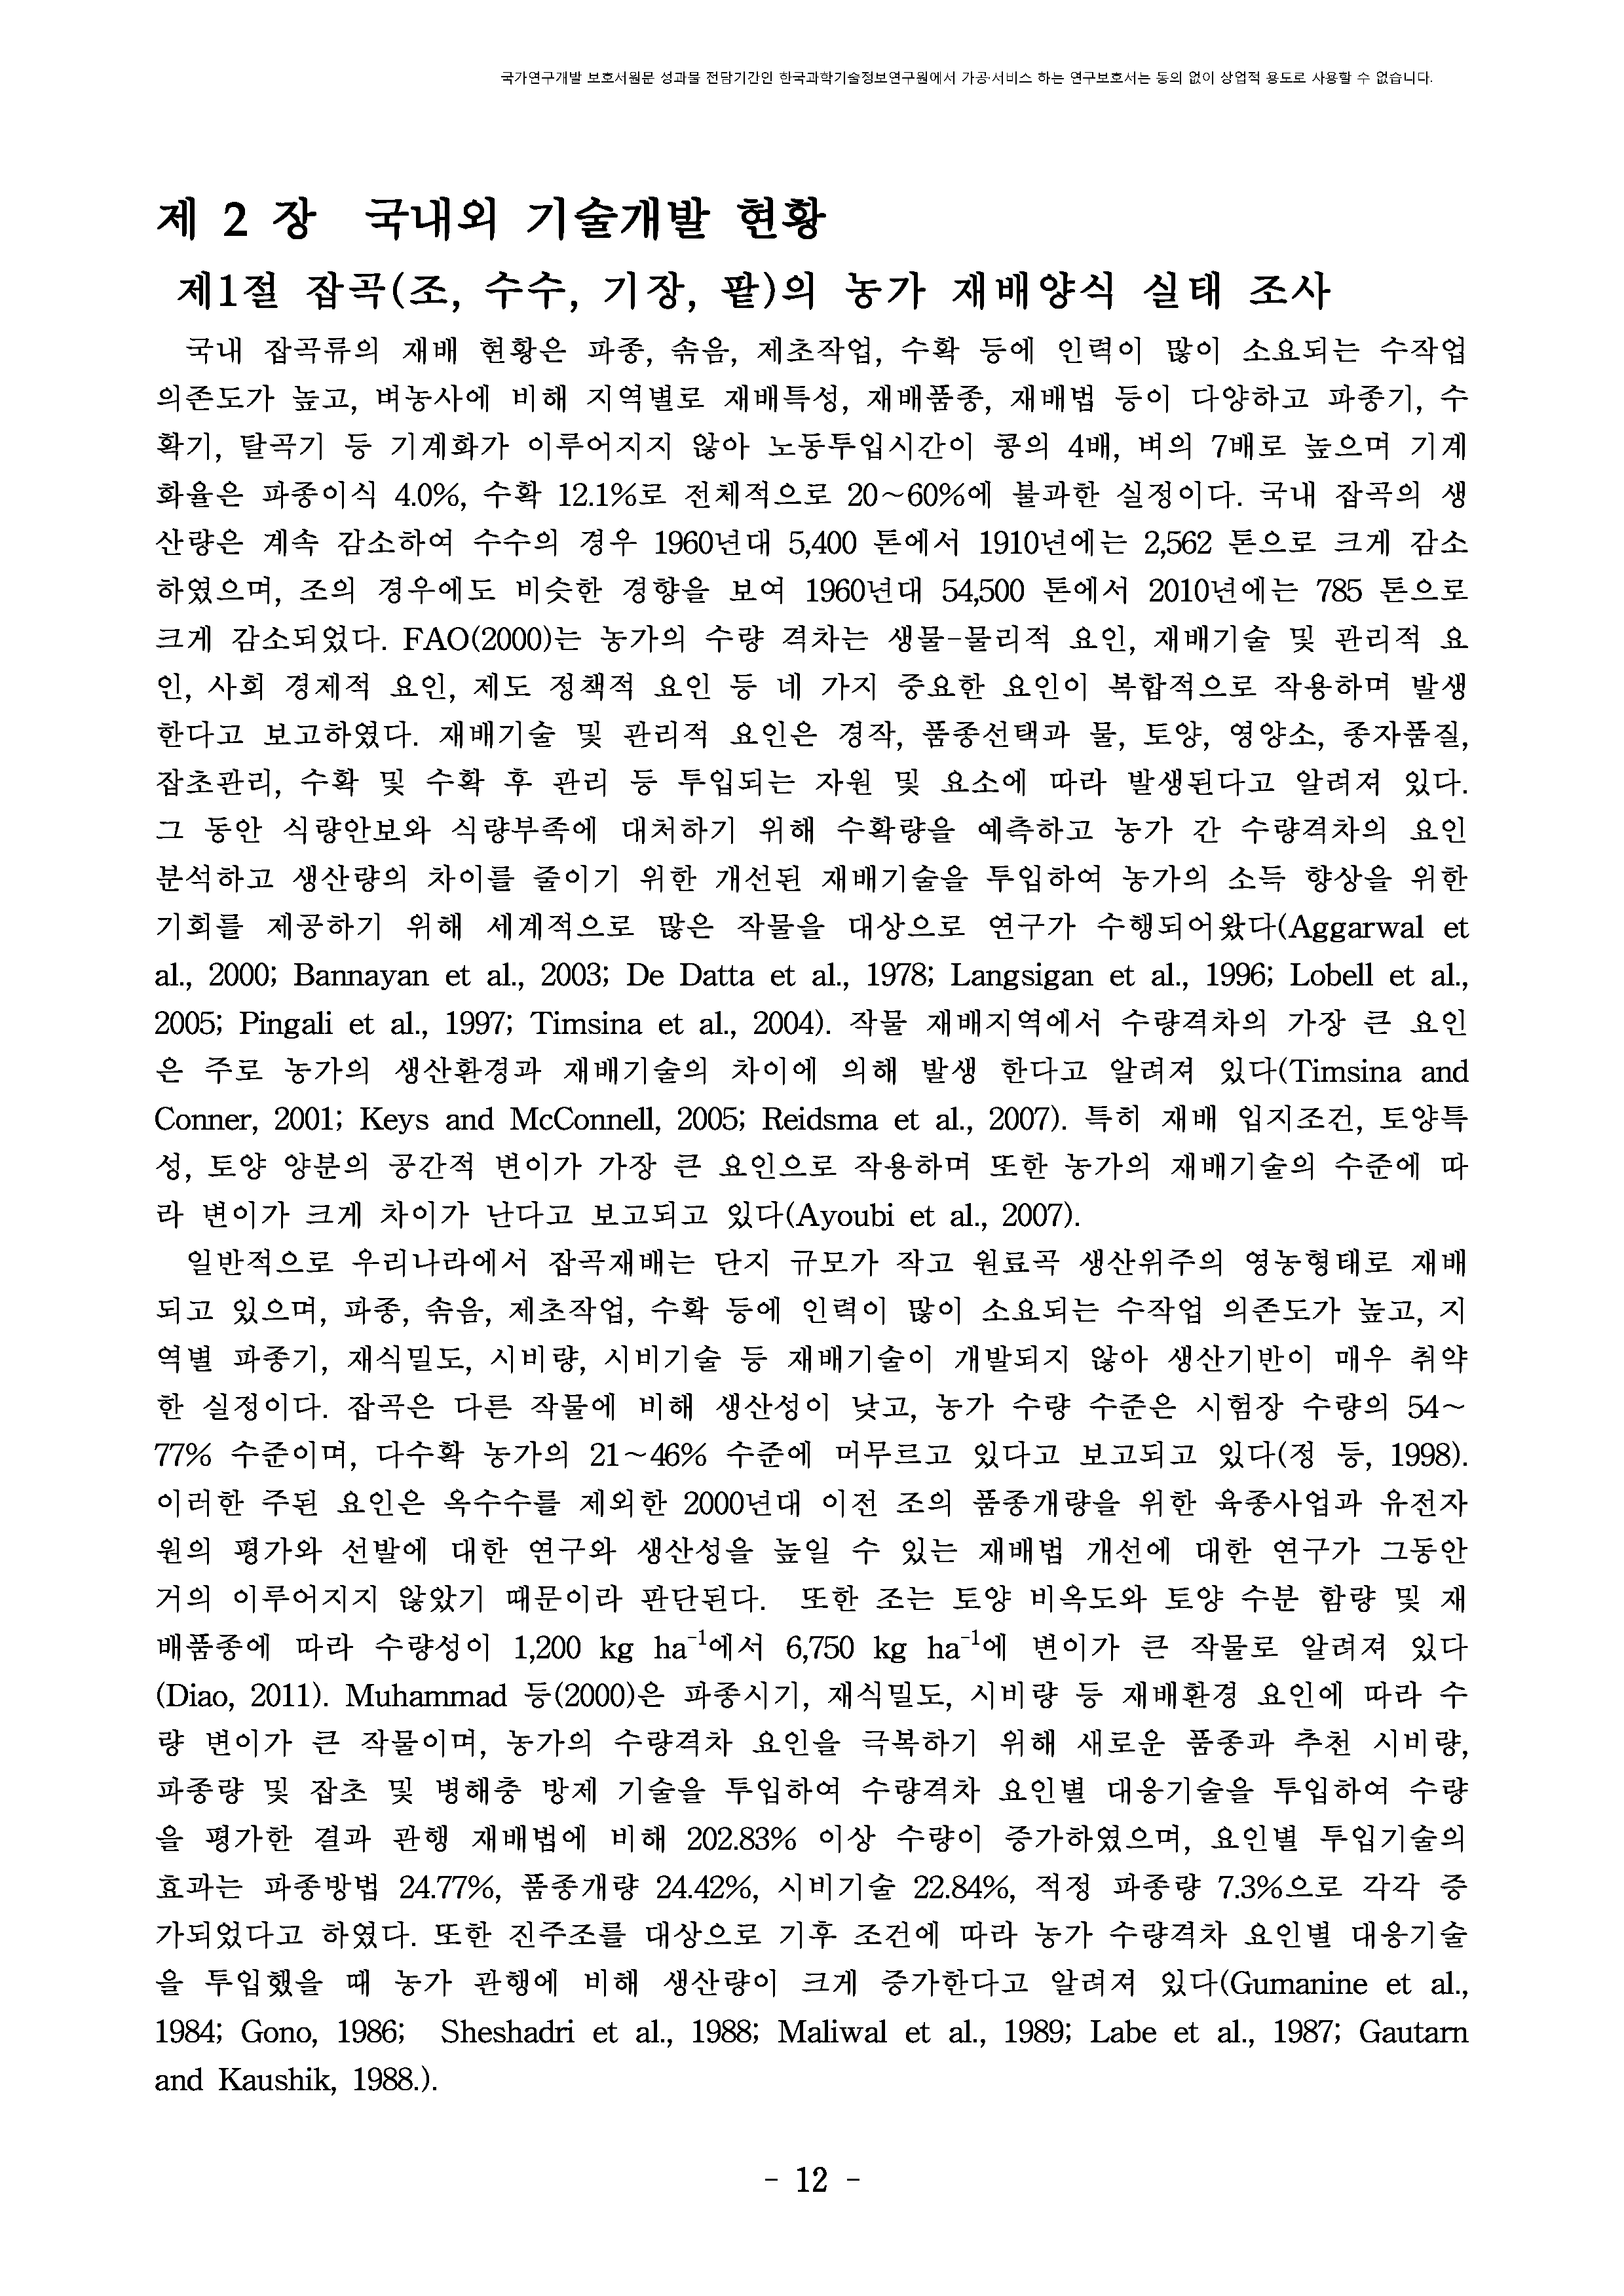 국가연구개발 보호서원문 성과물 전담기간인 한국과학기술정보연구원에서 가공·서비스 하는 연구보호서는 동의 없이 상업적 용도로 사용할 수 없습니다.
제 2 장 국내외 기술개발 현황
제1절 잡곡(조, 수수, 기장, 팥)의 농가 재배양식 실태 조사
국내 잡곡류의 재배 현황은 파종, 솎음, 제초작업, 수확 등에 인력이 많이 소요되는 수작업
의존도가 높고, 벼농사에 비해 지역별로 재배특성, 재배품종, 재배법 등이 다양하고 파종기, 수
확기, 탈곡기 등 기계화가 이루어지지 않아 노동투입시간이 콩의 4배, 벼의 7배로 높으며 기계
화율은 파종이식 4.0%, 수확 12.1%로 전체적으로 20~60%에 불과한 실정이다. 국내 잡곡의 생
산량은 계속 감소하여 수수의 경우 1960년대 5,400 톤에서 1910년에는 2,562 톤으로 크게 감소
하였으며, 조의 경우에도 비슷한 경향을 보여 1960년대 54,500 톤에서 2010년에는 785 톤으로
크게 감소되었다. FAO(2000)는 농가의 수량 격차는 생물-물리적 요인, 재배기술 및 관리적 요
인, 사회 경제적 요인, 제도 정책적 요인 등 네 가지 중요한 요인이 복합적으로 작용하며 발생
한다고 보고하였다. 재배기술 및 관리적 요인은 경작, 품종선택과 물, 토양, 영양소, 종자품질,
잡초관리, 수확 및 수확 후 관리 등 투입되는 자원 및 요소에 따라 발생된다고 알려져 있다.
그 동안 식량안보와 식량부족에 대처하기 위해 수확량을 예측하고 농가 간 수량격차의 요인
분석하고 생산량의 차이를 줄이기 위한 개선된 재배기술을 투입하여 농가의 소득 향상을 위한
기회를 제공하기 위해 세계적으로 많은 작물을 대상으로 연구가 수행되어왔다(Aggarwal et
al., 2000; Bannayan et al., 2003; De Datta et al., 1978; Langsigan et al., 1996; Lobell et al.,
2005; Pingali et al., 1997; Timsina et al., 2004). 작물 재배지역에서 수량격차의 가장 큰 요인
은 주로 농가의 생산환경과 재배기술의 차이에 의해 발생 한다고 알려져 있다(Timsina and
Conner, 2001; Keys and McConnell, 2005; Reidsma et al., 2007). 특히 재배 입지조건, 토양특
성, 토양 양분의 공간적 변이가 가장 큰 요인으로 작용하며 또한 농가의 재배기술의 수준에 따
라 변이가 크게 차이가 난다고 보고되고 있다(Ayoubi et al., 2007).
일반적으로 우리나라에서 잡곡재배는 단지 규모가 작고 원료곡 생산위주의 영농형태로 재배
되고 있으며, 파종, 솎음, 제초작업, 수확 등에 인력이 많이 소요되는 수작업 의존도가 높고, 지
역별 파종기, 재식밀도, 시비량, 시비기술 등 재배기술이 개발되지 않아 생산기반이 매우 취약
한 실정이다. 잡곡은 다른 작물에 비해 생산성이 낮고, 농가 수량 수준은 시험장 수량의 54~
77% 수준이며, 다수확 농가의 21~46% 수준에 머무르고 있다고 보고되고 있다(정 등, 1998).
이러한 주된 요인은 옥수수를 제외한 2000년대 이전 조의 품종개량을 위한 육종사업과 유전자
원의 평가와 선발에 대한 연구와 생산성을 높일 수 있는 재배법 개선에 대한 연구가 그동안
거의 이루어지지 않았기 때문이라 판단된다. 또한 조는 토양 비옥도와 토양 수분 함량 및 재
배품종에 따라 수량성이 1,200 kg ha⁻¹에서 6,750 kg ha⁻¹에 변이가 큰 작물로 알려져 있다
(Diao, 2011). Muhammad 등(2000)은 파종시기, 재식밀도, 시비량 등 재배환경 요인에 따라 수
량 변이가 큰 작물이며, 농가의 수량격차 요인을 극복하기 위해 새로운 품종과 추천 시비량,
파종량 및 잡초 및 병해충 방제 기술을 투입하여 수량격차 요인별 대응기술을 투입하여 수량
을 평가한 결과 관행 재배법에 비해 202.83% 이상 수량이 증가하였으며, 요인별 투입기술의
효과는 파종방법 24.77%, 품종개량 24.42%, 시비기술 22.84%, 적정 파종량 7.3%으로 각각 증
가되었다고 하였다. 또한 진주조를 대상으로 기후 조건에 따라 농가 수량격차 요인별 대응기술
을 투입했을 때 농가 관행에 비해 생산량이 크게 증가한다고 알려져 있다(Gumanine et al.,
1984; Gono, 1986; Sheshadri et al., 1988; Maliwal et al., 1989; Labe et al., 1987; Gautam
and Kaushik, 1988.).
- 12 -